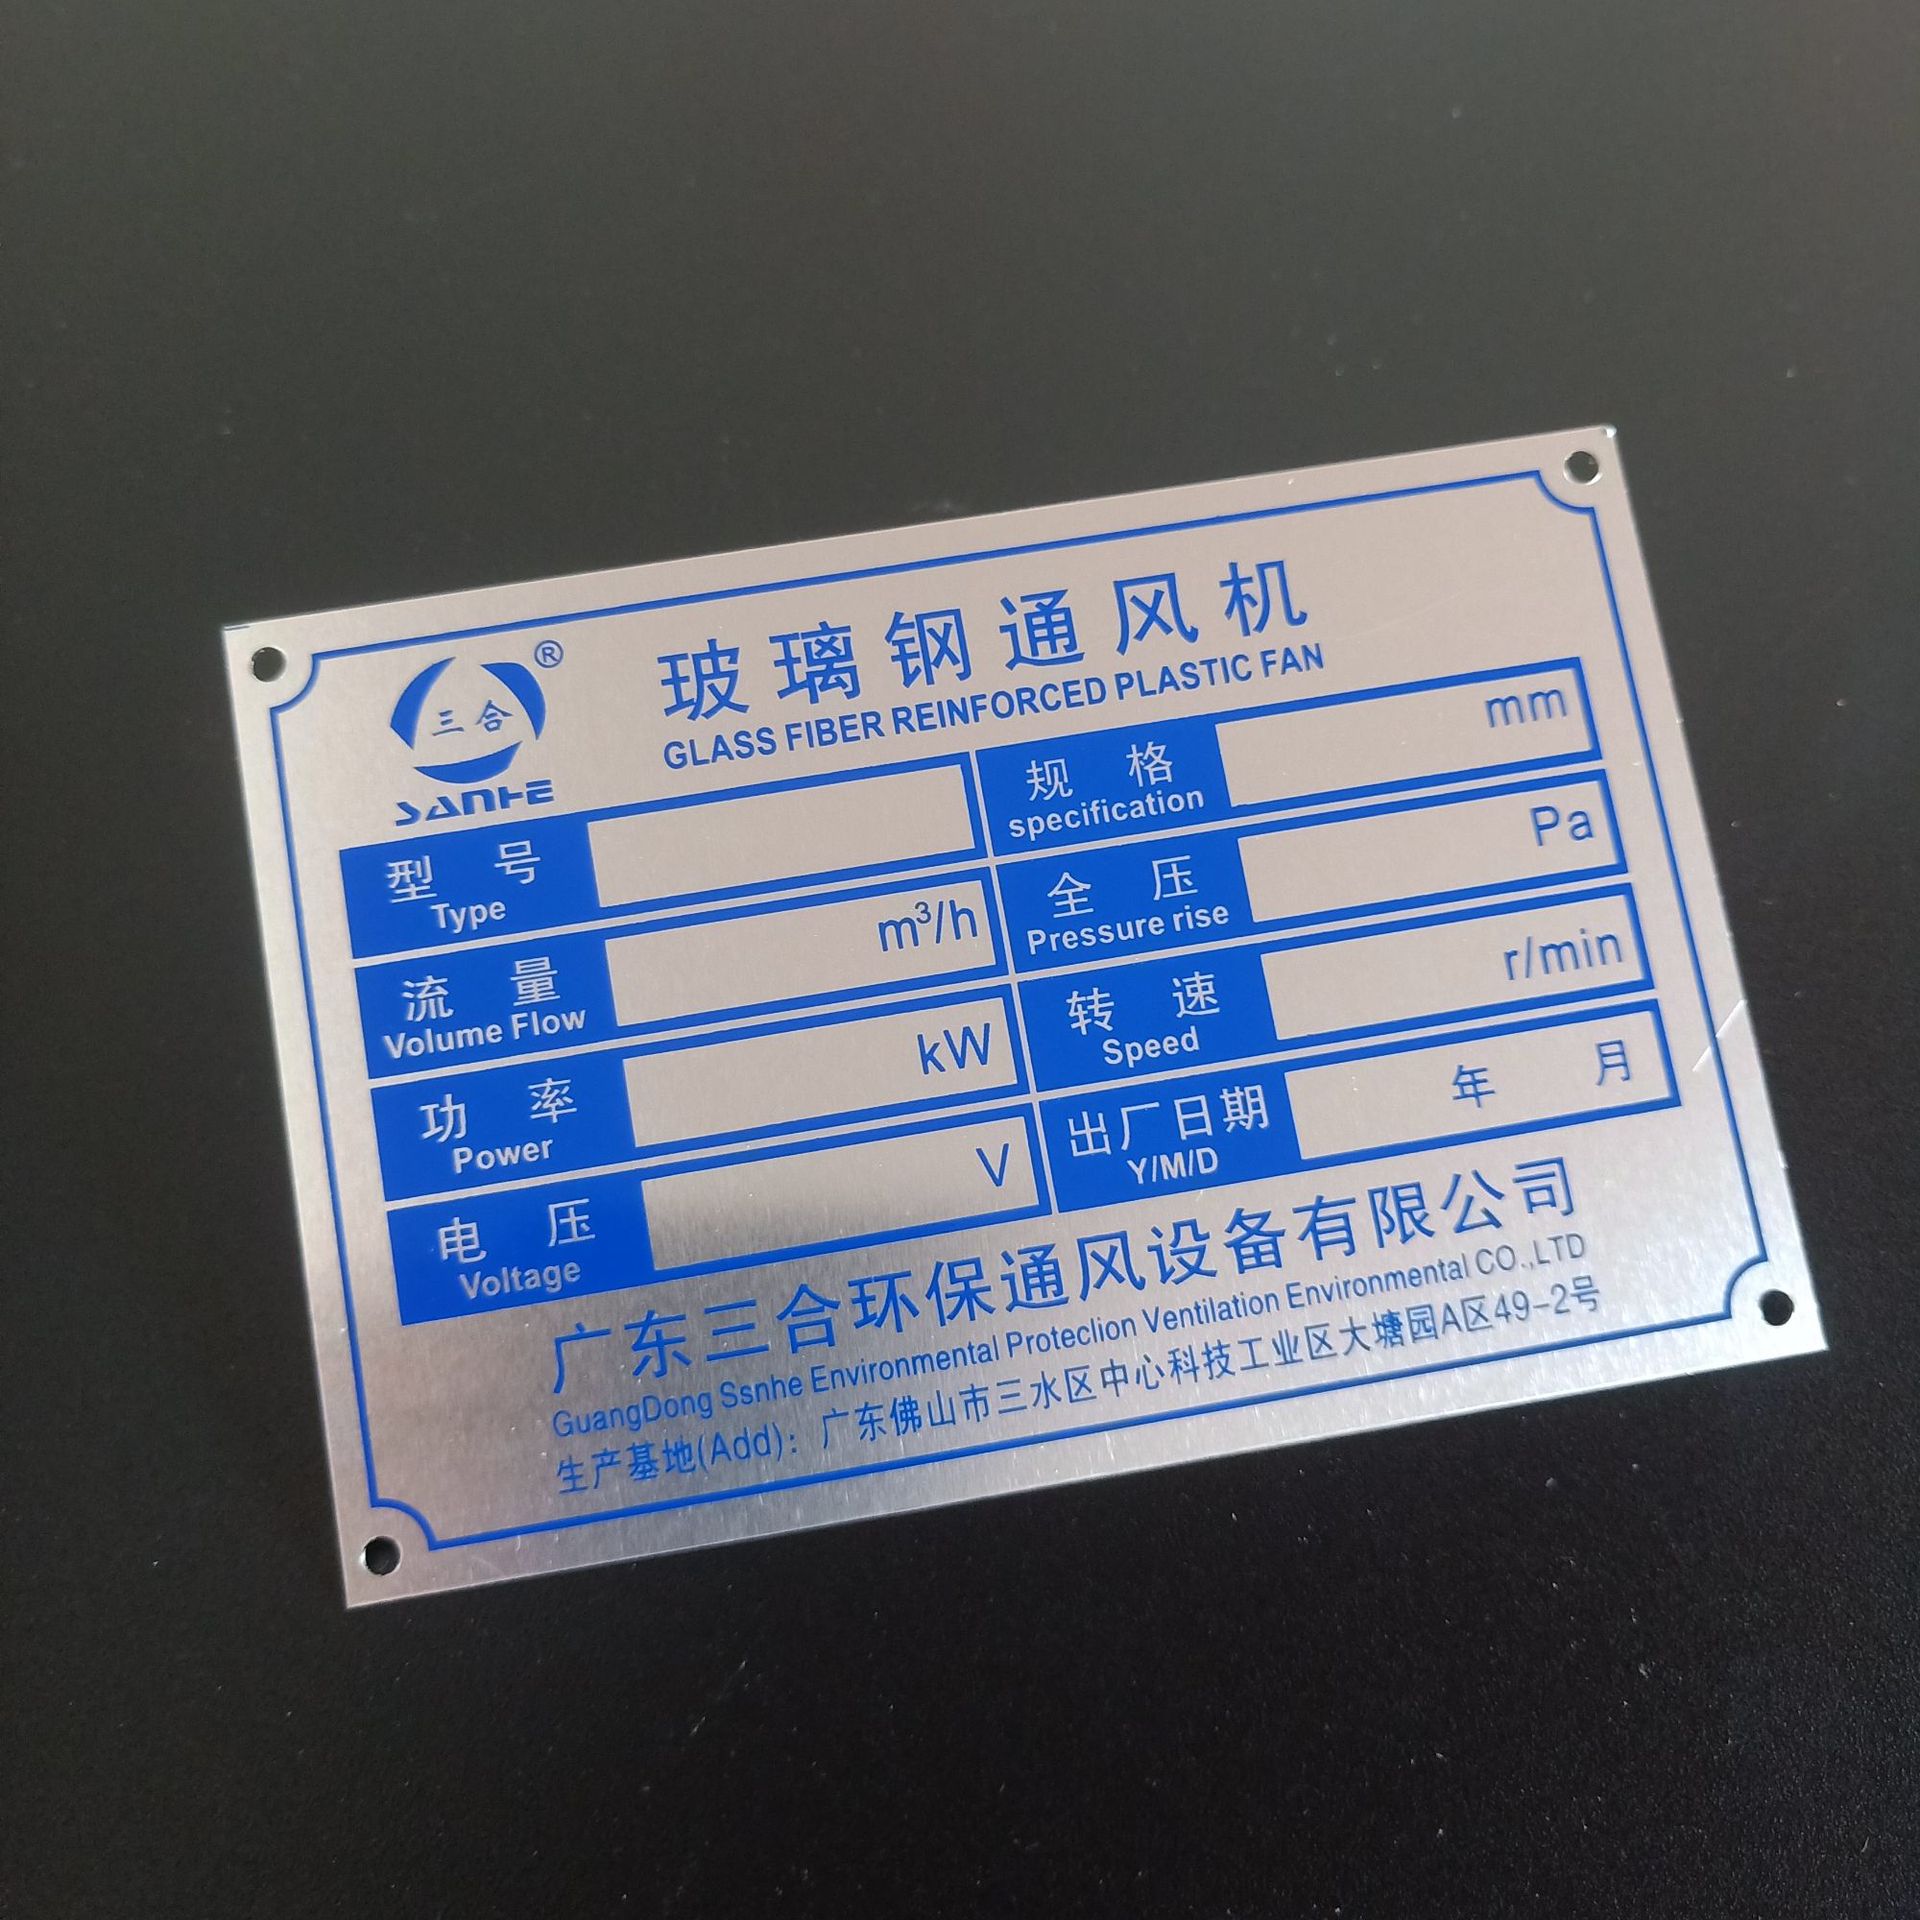 三合®
SANHE
玻璃钢通风机
GLASS FIBER REINFORCED PLASTIC FAN
型号
Type
规格
specification
mm
流量
Volume Flow
m³/h
全压
Pressure rise
Pa
功率
Power
kW
转速
Speed
r/min
电压
Voltage
V
出厂日期
Y/M/D
年 月
广东三合环保通风设备有限公司
GuangDong Ssnhe Environmental Proteclion Ventilation Environmental CO.,LTD
生产基地(Add)：广东佛山市三水区中心科技工业区大塘园A区49-2号